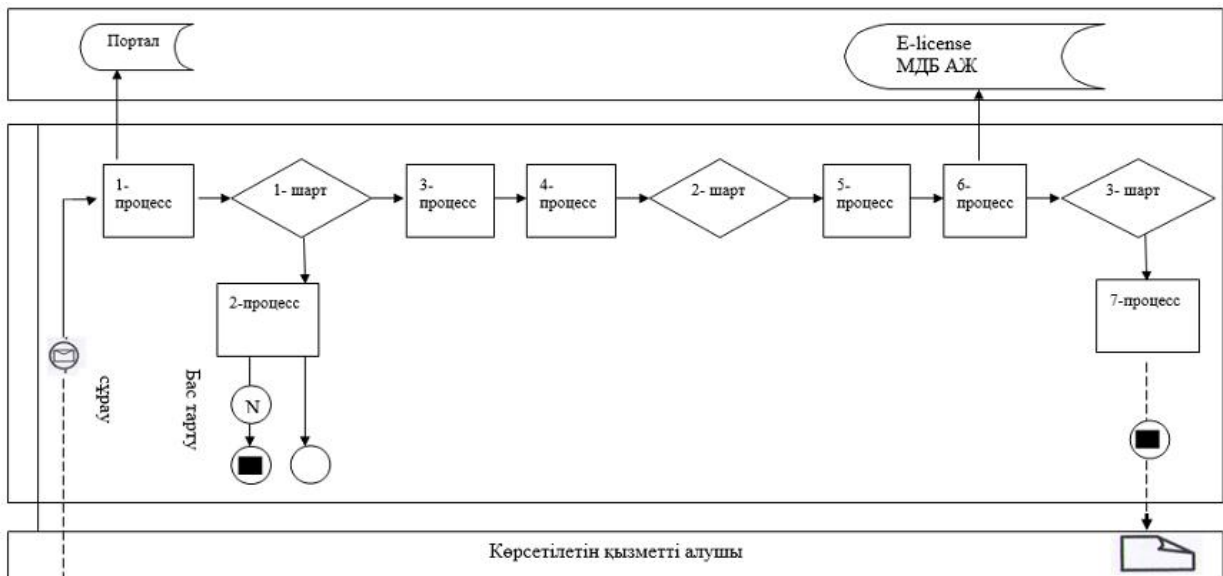 Портал
E-license
МДБ АЖ
1-
процесс
1- шарт
3-
процесс
4-
процесс
2- шарт
5-
процесс
6-
процесс
3- шарт
2-процесс
7-процесс
сұрау
Бас тарту
N
Көрсетілетін қызметті алушы